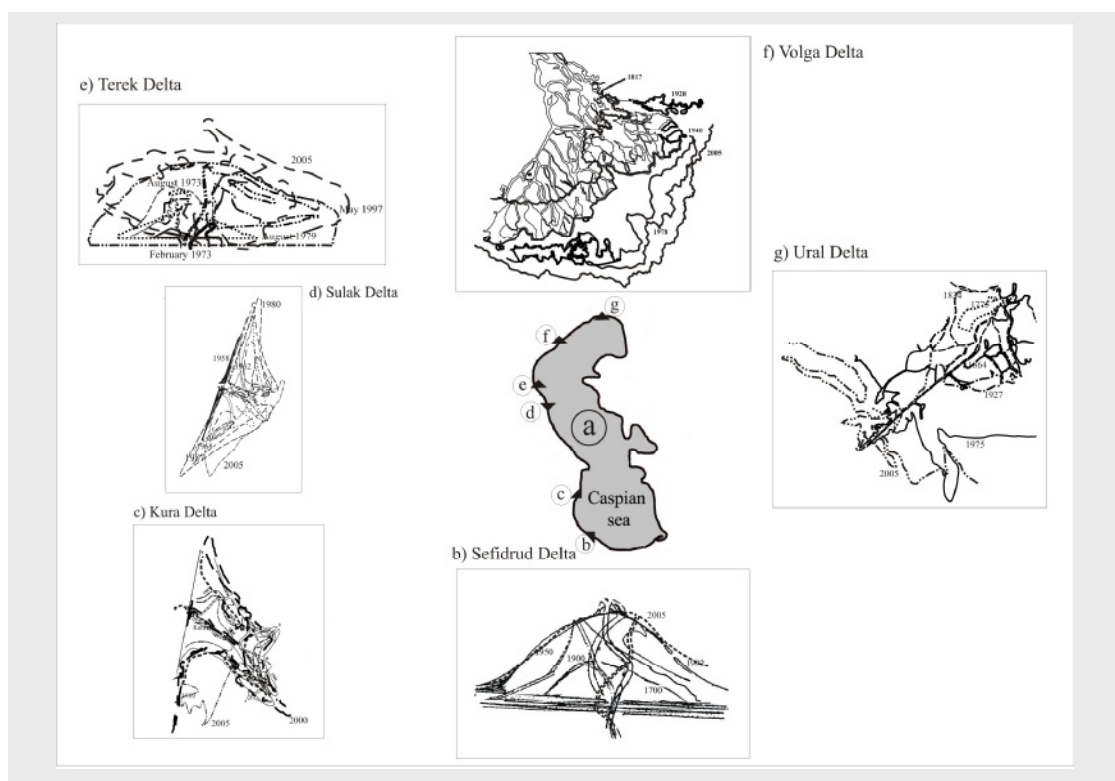 e) Terek Delta
2005
August 1973
May 1997
August 1979
February 1973
f) Volga Delta
1817
1920
1940
2005
1978
d) Sulak Delta
1980
1958
2005
g) Ural Delta
1927
1975
2005
g
f
e
d
a
c
Caspian
sea
b
c) Kura Delta
2005
2000
b) Sefidrud Delta
2005
1950
1900
1700